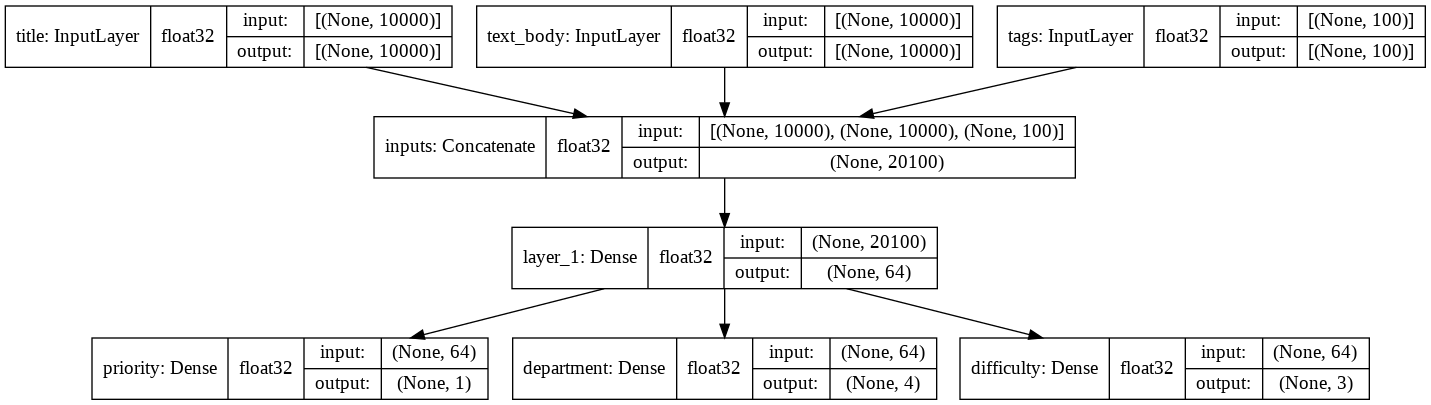 title: InputLayer float32 input: [(None, 10000)]
output: [(None, 10000)]
text_body: InputLayer float32 input: [(None, 10000)]
output: [(None, 10000)]
tags: InputLayer float32 input: [(None, 100)]
output: [(None, 100)]
inputs: Concatenate float32 input: [(None, 10000), (None, 10000), (None, 100)]
output: (None, 20100)
layer_1: Dense float32 input: (None, 20100)
output: (None, 64)
priority: Dense float32 input: (None, 64)
output: (None, 1)
department: Dense float32 input: (None, 64)
output: (None, 4)
difficulty: Dense float32 input: (None, 64)
output: (None, 3)